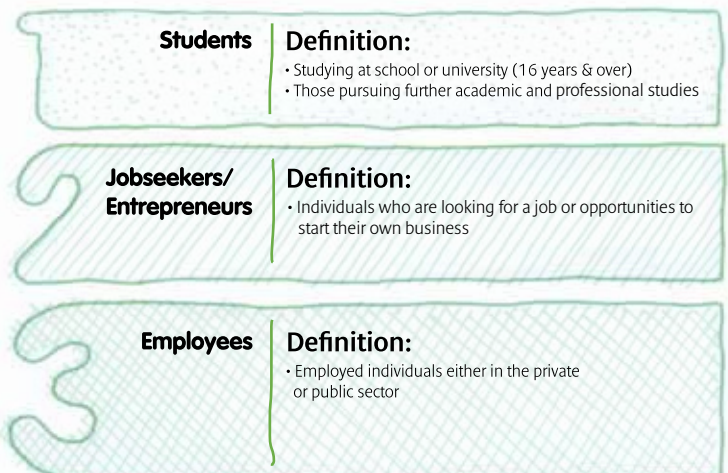 Students
Definition:
• Studying at school or university (16 years & over)
• Those pursuing further academic and professional studies
Jobseekers/
Entrepreneurs
Definition:
• Individuals who are looking for a job or opportunities to
start their own business
Employees
Definition:
• Employed individuals either in the private
or public sector